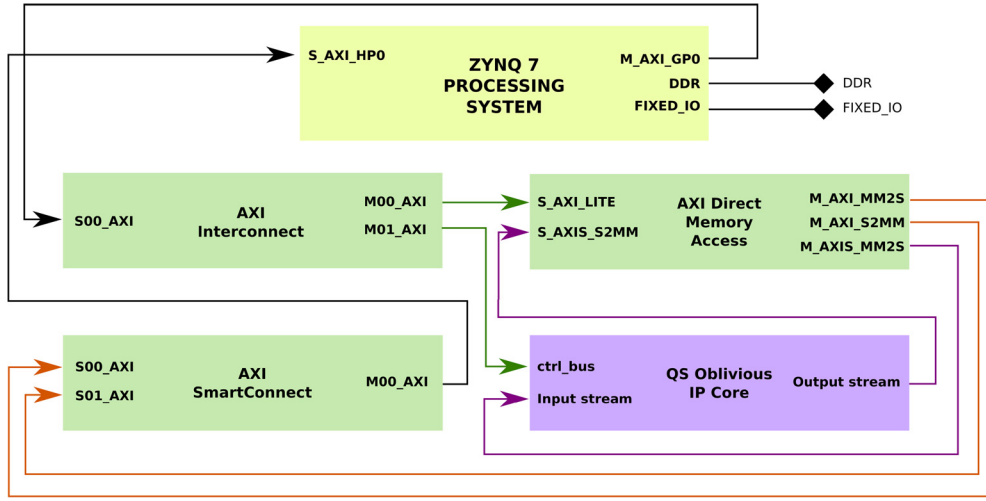 S_AXI_HP0
ZYNQ 7
PROCESSING
SYSTEM
M_AXI_GP0
DDR
FIXED_IO
DDR
FIXED_IO
S00_AXI
AXI
Interconnect
M00_AXI
M01_AXI
S_AXI_LITE
S_AXIS_S2MM
AXI Direct
Memory
Access
M_AXI_MM2S
M_AXI_S2MM
M_AXIS_MM2S
S00_AXI
S01_AXI
AXI
SmartConnect
M00_AXI
ctrl_bus
Input stream
QS Oblivious
IP Core
Output stream